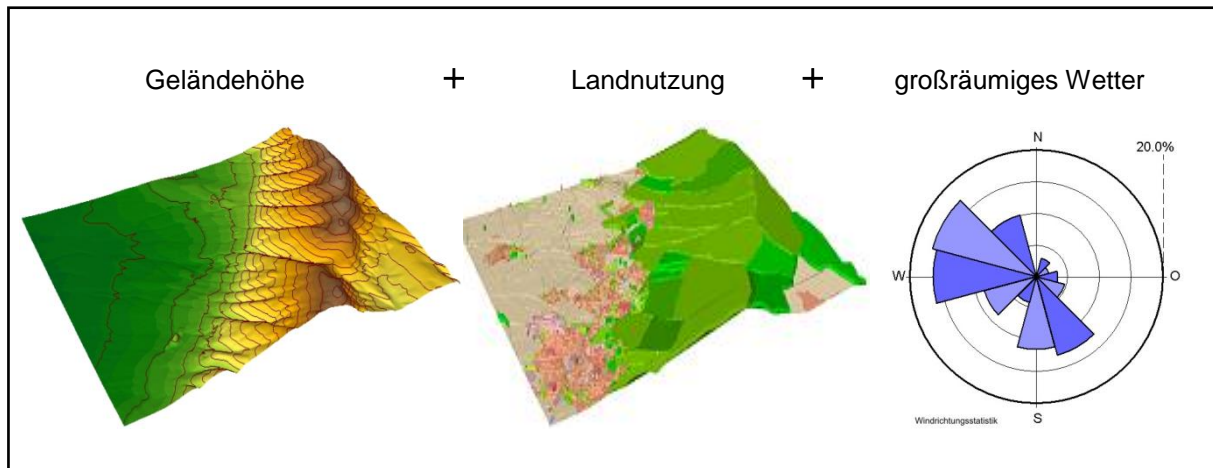 Geländehöhe + Landnutzung + großräumiges Wetter
N
20.0%
W
O
S
Windrichtungsstatistik